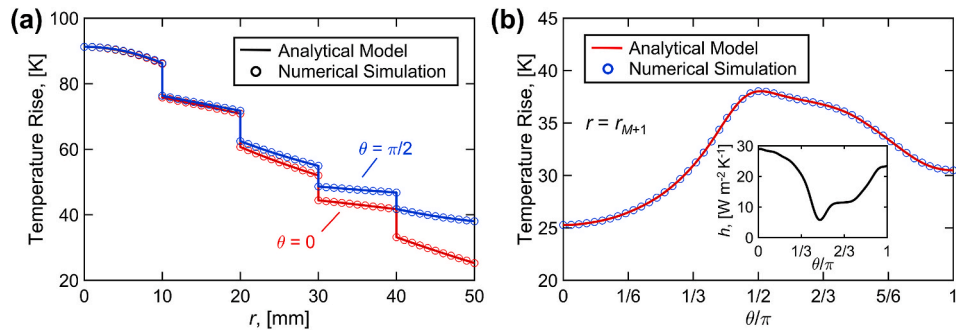 (a)
Temperature Rise, [K]
100
80
60
40
20
Analytical Model
Numerical Simulation
θ = π/2
θ = 0
0
10
20
30
40
50
r, [mm]
(b)
Temperature Rise, [K]
45
40
35
30
25
20
Analytical Model
Numerical Simulation
r = r_{M+1}
h, [W m⁻² K⁻¹]
30
20
10
0
0
1/3
2/3
1
θ/π
0
1/6
1/3
1/2
2/3
5/6
1
θ/π